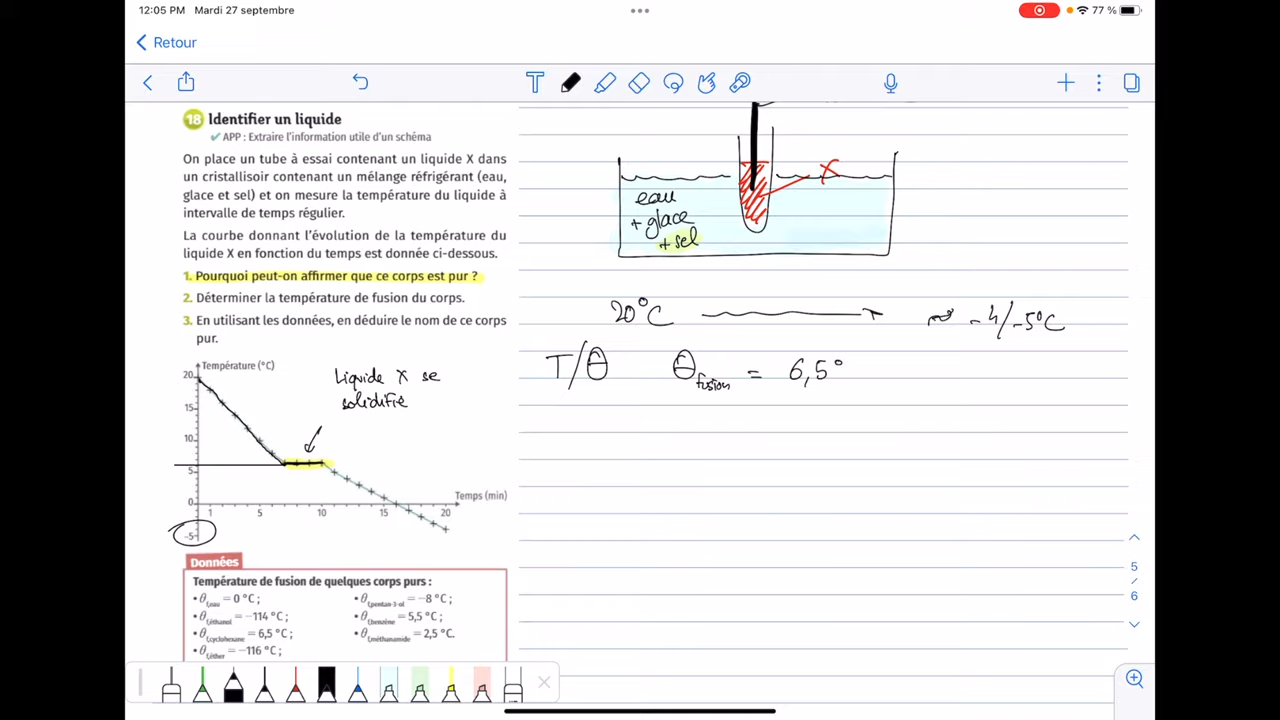 12:05 PM Mardi 27 septembre
77 %
Retour
18 Identifier un liquide
✓ APP : Extraire l'information utile d'un schéma
On place un tube à essai contenant un liquide X dans
un cristallisoir contenant un mélange réfrigérant (eau,
glace et sel) et on mesure la température du liquide à
intervalle de temps régulier.
La courbe donnant l'évolution de la température du
liquide X en fonction du temps est donnée ci-dessous.
1. Pourquoi peut-on affirmer que ce corps est pur ?
2. Déterminer la température de fusion du corps.
3. En utilisant les données, en déduire le nom de ce corps
pur.
Température (°C)
20
15
10
5
0
-5
1 5 10 15 20
Temps (min)
Liquide X se
solidifie
Données
Température de fusion de quelques corps purs :
• θf,eau = 0 °C ;
• θf,éthanol = −114 °C ;
• θf,cyclohexane = 6,5 °C ;
• θf,éther = −116 °C ;
• θf,pentan-3-ol = −8 °C ;
• θf,benzène = 5,5 °C ;
• θf,méthanamide = 2,5 °C.
X
eau
+ glace
+ sel
20°C → -4/-5°C
T/θ θfusion = 6,5°
5
/
6
T